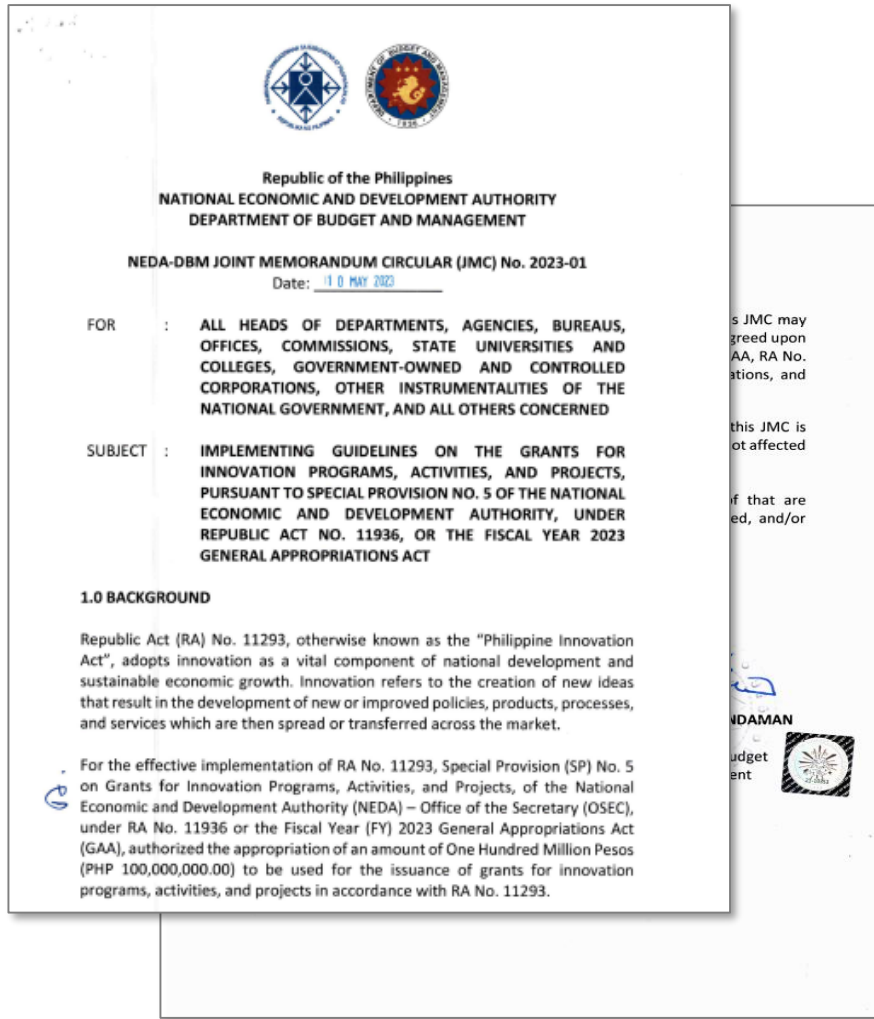 Republic of the Philippines
NATIONAL ECONOMIC AND DEVELOPMENT AUTHORITY
DEPARTMENT OF BUDGET AND MANAGEMENT
NEDA-DBM JOINT MEMORANDUM CIRCULAR (JMC) No. 2023-01
Date: 10 MAY 2023
FOR : ALL HEADS OF DEPARTMENTS, AGENCIES, BUREAUS,
OFFICES, COMMISSIONS, STATE UNIVERSITIES AND
COLLEGES, GOVERNMENT-OWNED AND CONTROLLED
CORPORATIONS, OTHER INSTRUMENTALITIES OF THE
NATIONAL GOVERNMENT, AND ALL OTHERS CONCERNED
SUBJECT : IMPLEMENTING GUIDELINES ON THE GRANTS FOR
INNOVATION PROGRAMS, ACTIVITIES, AND PROJECTS,
PURSUANT TO SPECIAL PROVISION NO. 5 OF THE NATIONAL
ECONOMIC AND DEVELOPMENT AUTHORITY, UNDER
REPUBLIC ACT NO. 11936, OR THE FISCAL YEAR 2023
GENERAL APPROPRIATIONS ACT
1.0 BACKGROUND
Republic Act (RA) No. 11293, otherwise known as the “Philippine Innovation
Act”, adopts innovation as a vital component of national development and
sustainable economic growth. Innovation refers to the creation of new ideas
that result in the development of new or improved policies, products, processes,
and services which are then spread or transferred across the market.
For the effective implementation of RA No. 11293, Special Provision (SP) No. 5
on Grants for Innovation Programs, Activities, and Projects, of the National
Economic and Development Authority (NEDA) – Office of the Secretary (OSEC),
under RA No. 11936 or the Fiscal Year (FY) 2023 General Appropriations Act
(GAA), authorized the appropriation of an amount of One Hundred Million Pesos
(PHP 100,000,000.00) to be used for the issuance of grants for innovation
programs, activities, and projects in accordance with RA No. 11293.
s JMC may
greed upon
AA, RA No.
ations, and
this JMC is
ot affected
of that are
ed, and/or
NDAMAN
udget
ent